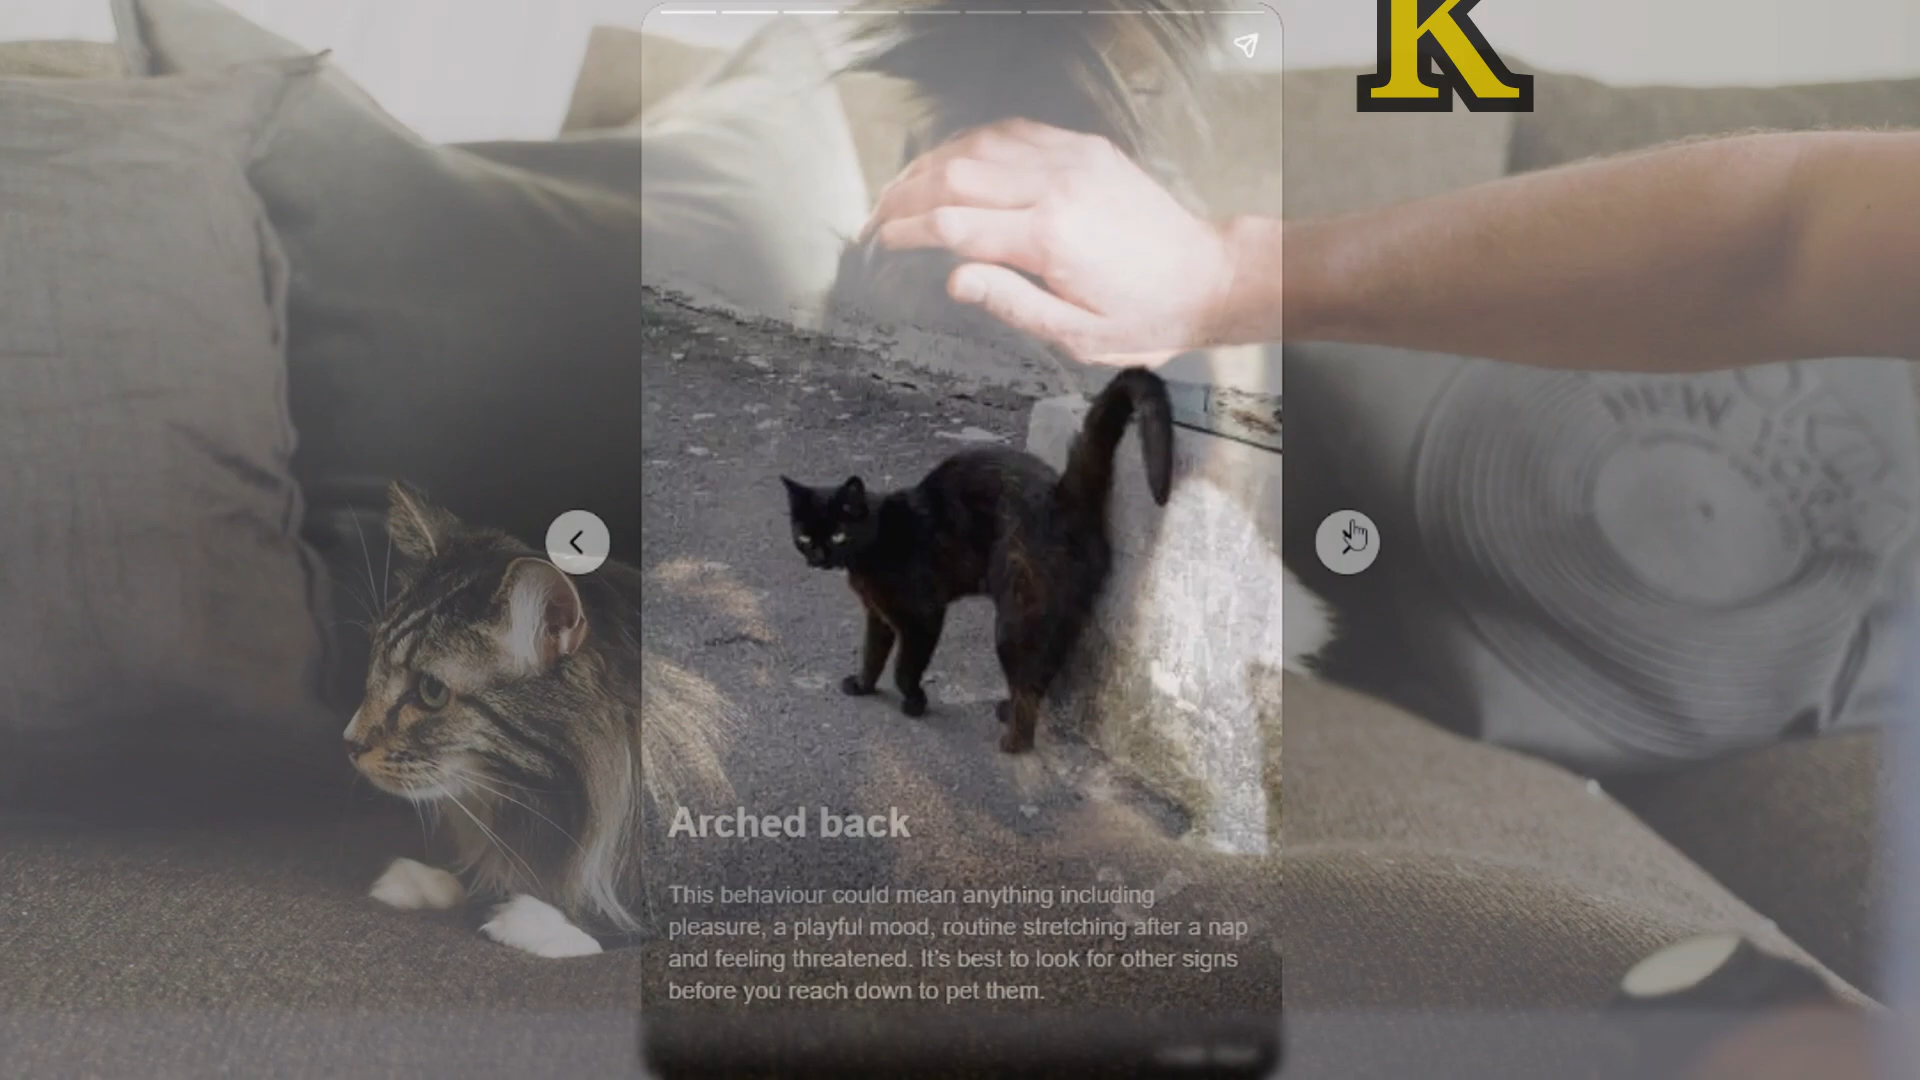 K
NEW
Arched back
This behaviour could mean anything including
pleasure, a playful mood, routine stretching after a nap
and feeling threatened. It's best to look for other signs
before you reach down to pet them.